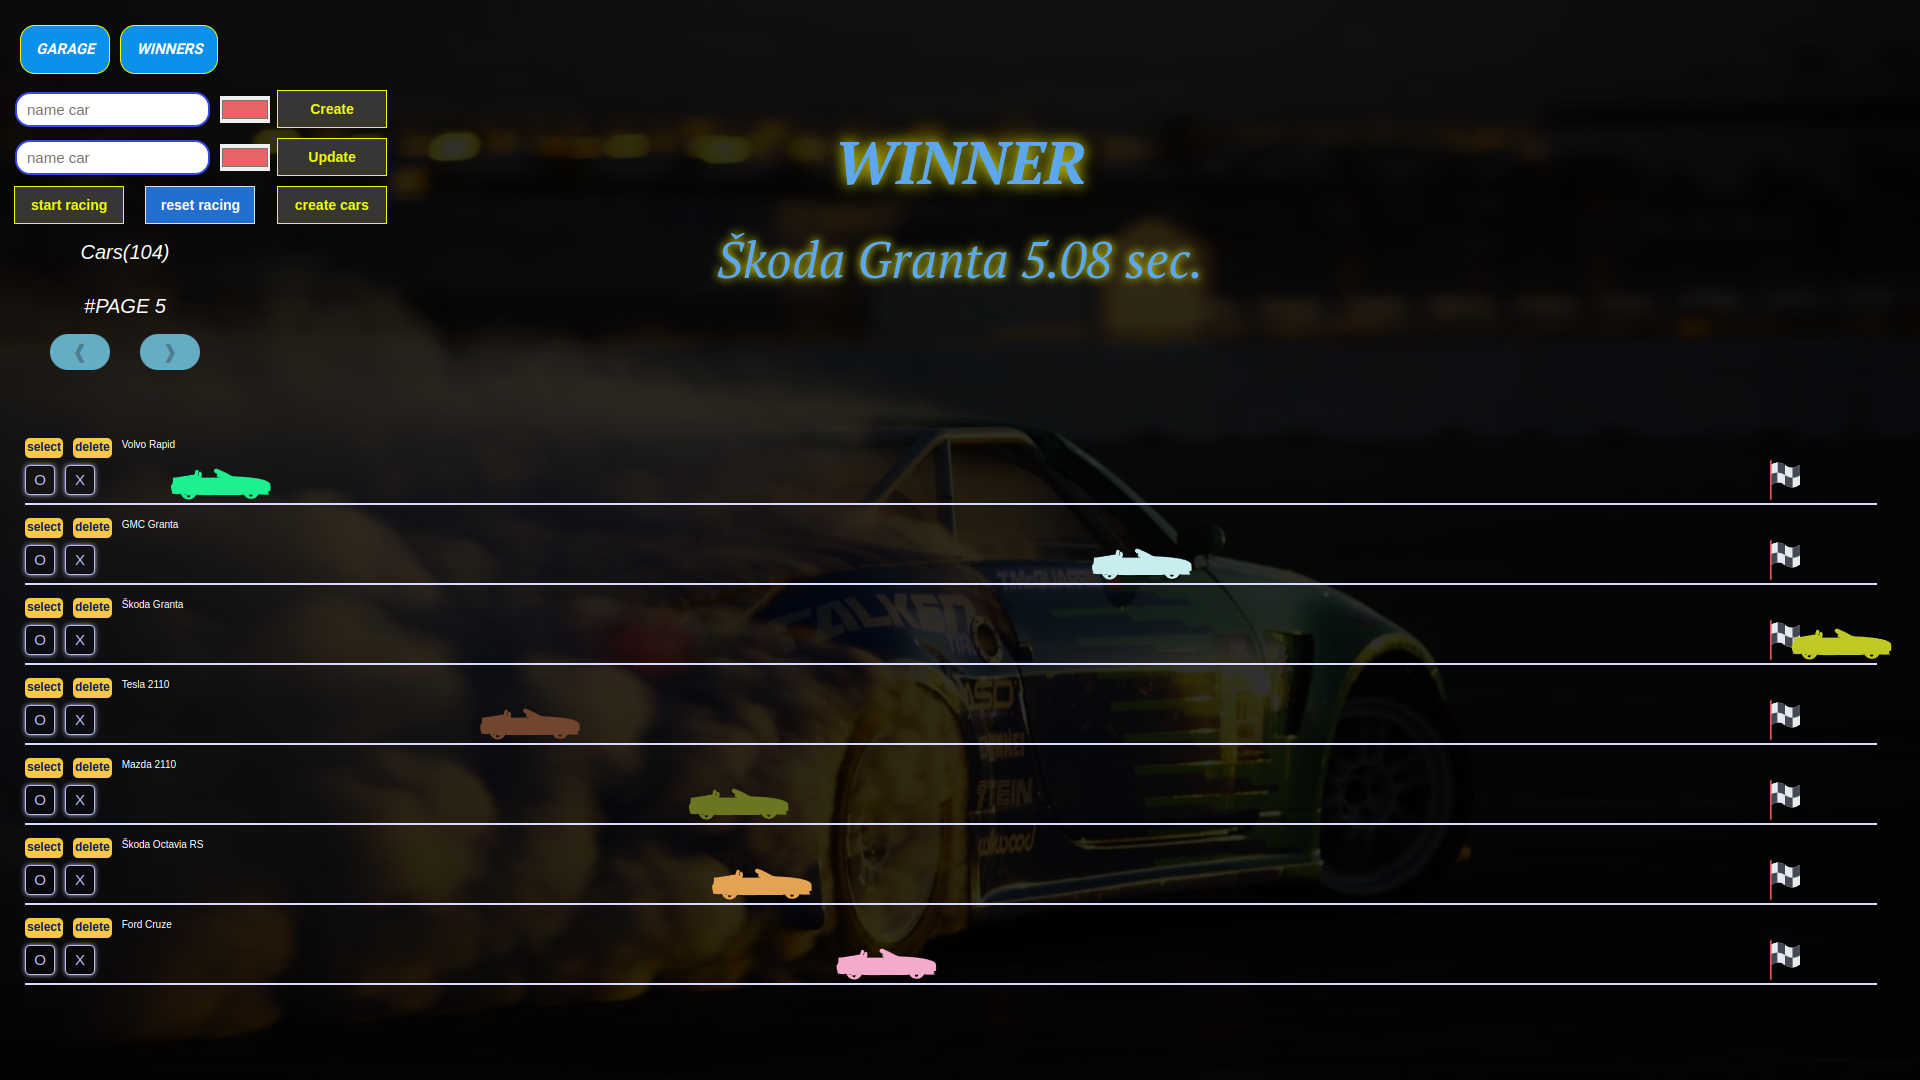 GARAGE WINNERS
name car Create
name car Update
start racing reset racing create cars
WINNER
Škoda Granta 5.08 sec.
Cars(104)
#PAGE 5
❰ ❱
select delete Volvo Rapid
O X
select delete GMC Granta
O X
select delete Škoda Granta
O X
select delete Tesla 2110
O X
select delete Mazda 2110
O X
select delete Škoda Octavia RS
O X
select delete Ford Cruze
O X
FALKEN